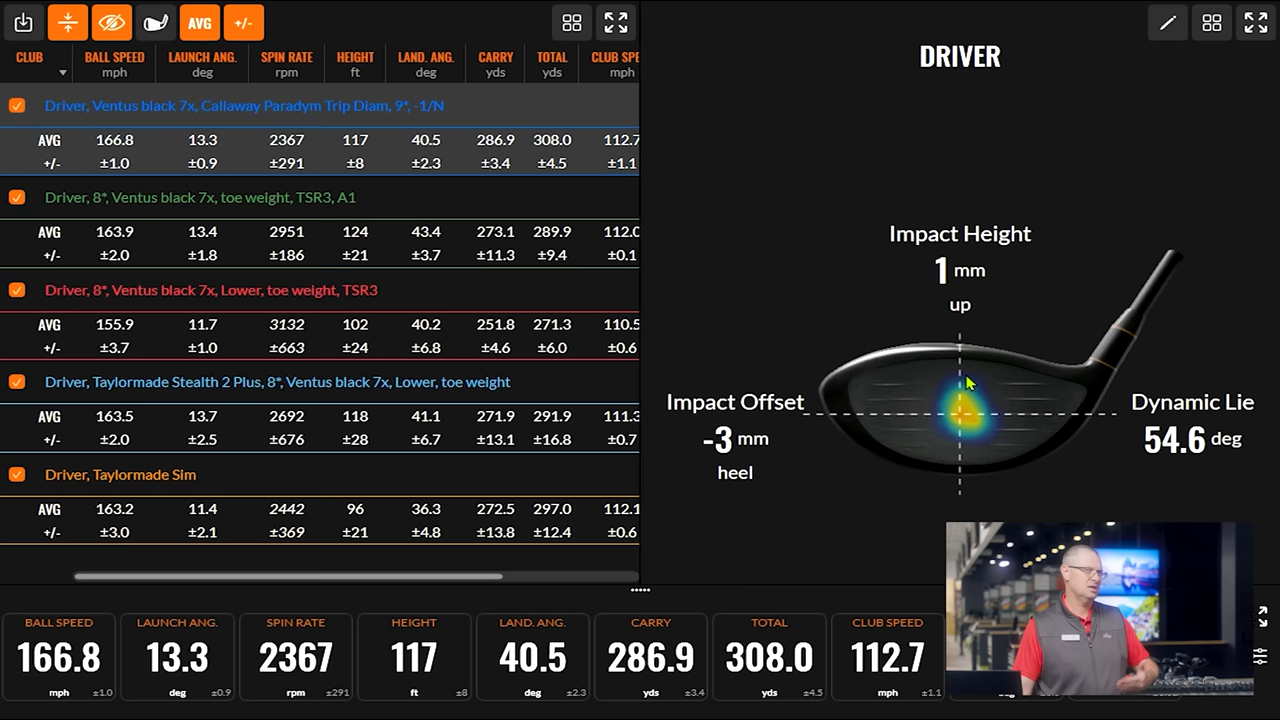 AVG
+/-
CLUB BALL SPEED LAUNCH ANG. SPIN RATE HEIGHT LAND. ANG. CARRY TOTAL CLUB SPE
mph deg rpm ft deg yds yds mph
Driver, Ventus black 7x, Callaway Paradym Trip Diam, 9*, -1/N
AVG 166.8 13.3 2367 117 40.5 286.9 308.0 112.7
+/- ±1.0 ±0.9 ±291 ±8 ±2.3 ±3.4 ±4.5 ±1.1
Driver, 8*, Ventus black 7x, toe weight, TSR3, A1
AVG 163.9 13.4 2951 124 43.4 273.1 289.9 112.0
+/- ±2.0 ±1.8 ±186 ±21 ±3.7 ±11.3 ±9.4 ±0.1
Driver, 8*, Ventus black 7x, Lower, toe weight, TSR3
AVG 155.9 11.7 3132 102 40.2 251.8 271.3 110.5
+/- ±3.7 ±1.0 ±663 ±24 ±6.8 ±4.6 ±6.0 ±0.6
Driver, Taylormade Stealth 2 Plus, 8*, Ventus black 7x, Lower, toe weight
AVG 163.5 13.7 2692 118 41.1 271.9 291.9 111.3
+/- ±2.0 ±2.5 ±676 ±28 ±6.7 ±13.1 ±16.8 ±0.7
Driver, Taylormade Sim
AVG 163.2 11.4 2442 96 36.3 272.5 297.0 112.1
+/- ±3.0 ±2.1 ±369 ±21 ±4.8 ±13.8 ±12.4 ±0.6
DRIVER
Impact Height
1 mm
up
Impact Offset
-3 mm
heel
Dynamic Lie
54.6 deg
BALL SPEED LAUNCH ANG. SPIN RATE HEIGHT LAND. ANG. CARRY TOTAL CLUB SPEED
166.8 13.3 2367 117 40.5 286.9 308.0 112.7
mph ±1.0 deg ±0.9 rpm ±291 ft ±8 deg ±2.3 yds ±3.4 yds ±4.5 mph ±1.1